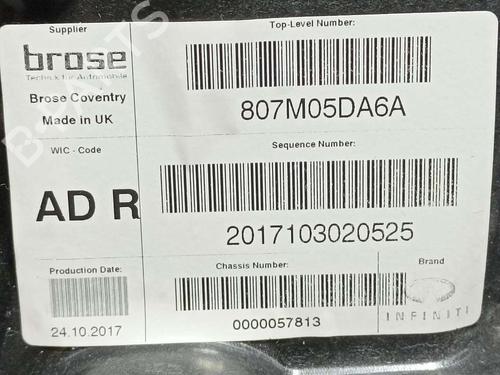 Supplier
brose
Technik für Automobile
Brose Coventry
Made in UK
WIC - Code
AD R
Production Date:
24.10.2017
Top-Level Number:
807M05DA6A
Sequence Number:
2017103020525
Chassis Number:
0000057813
Brand
INFINITI
B-PARTS